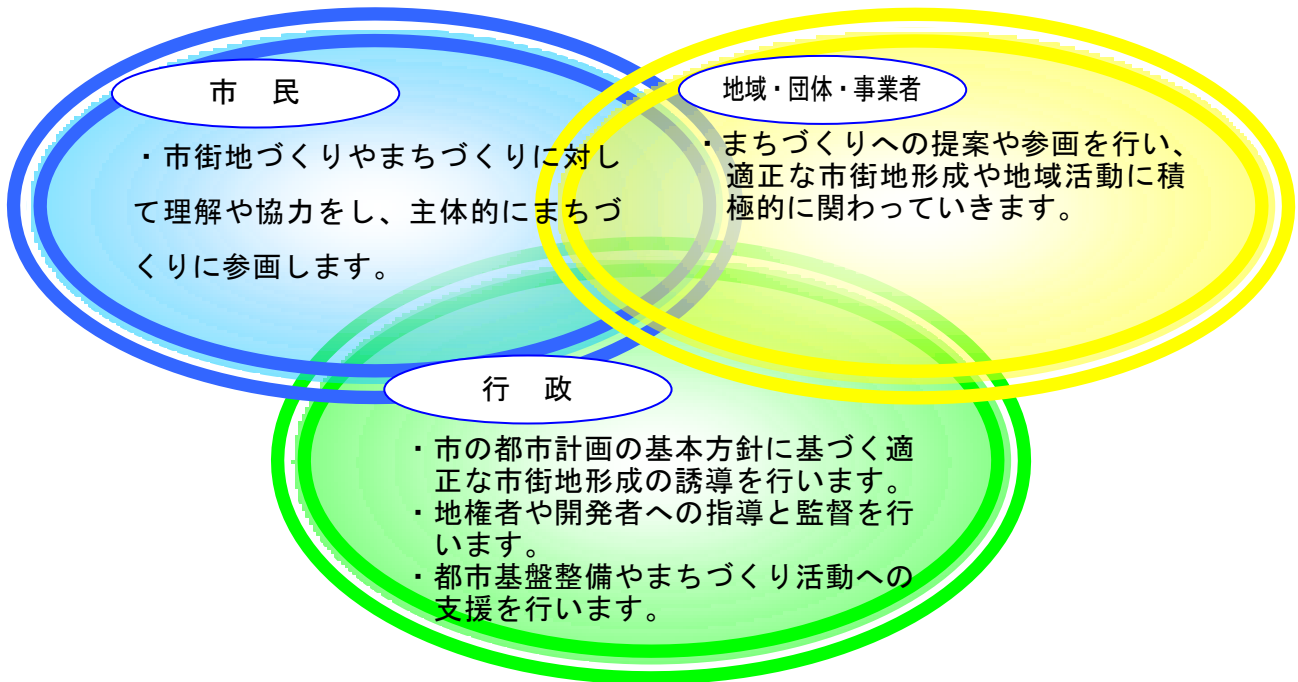 市　民
・市街地づくりやまちづくりに対し
て理解や協力をし、主体的にまちづ
くりに参画します。
地域・団体・事業者
・まちづくりへの提案や参画を行い、
適正な市街地形成や地域活動に積
極的に関わっていきます。
行　政
・市の都市計画の基本方針に基づく適
正な市街地形成の誘導を行います。
・地権者や開発者への指導と監督を行
います。
・都市基盤整備やまちづくり活動への
支援を行います。